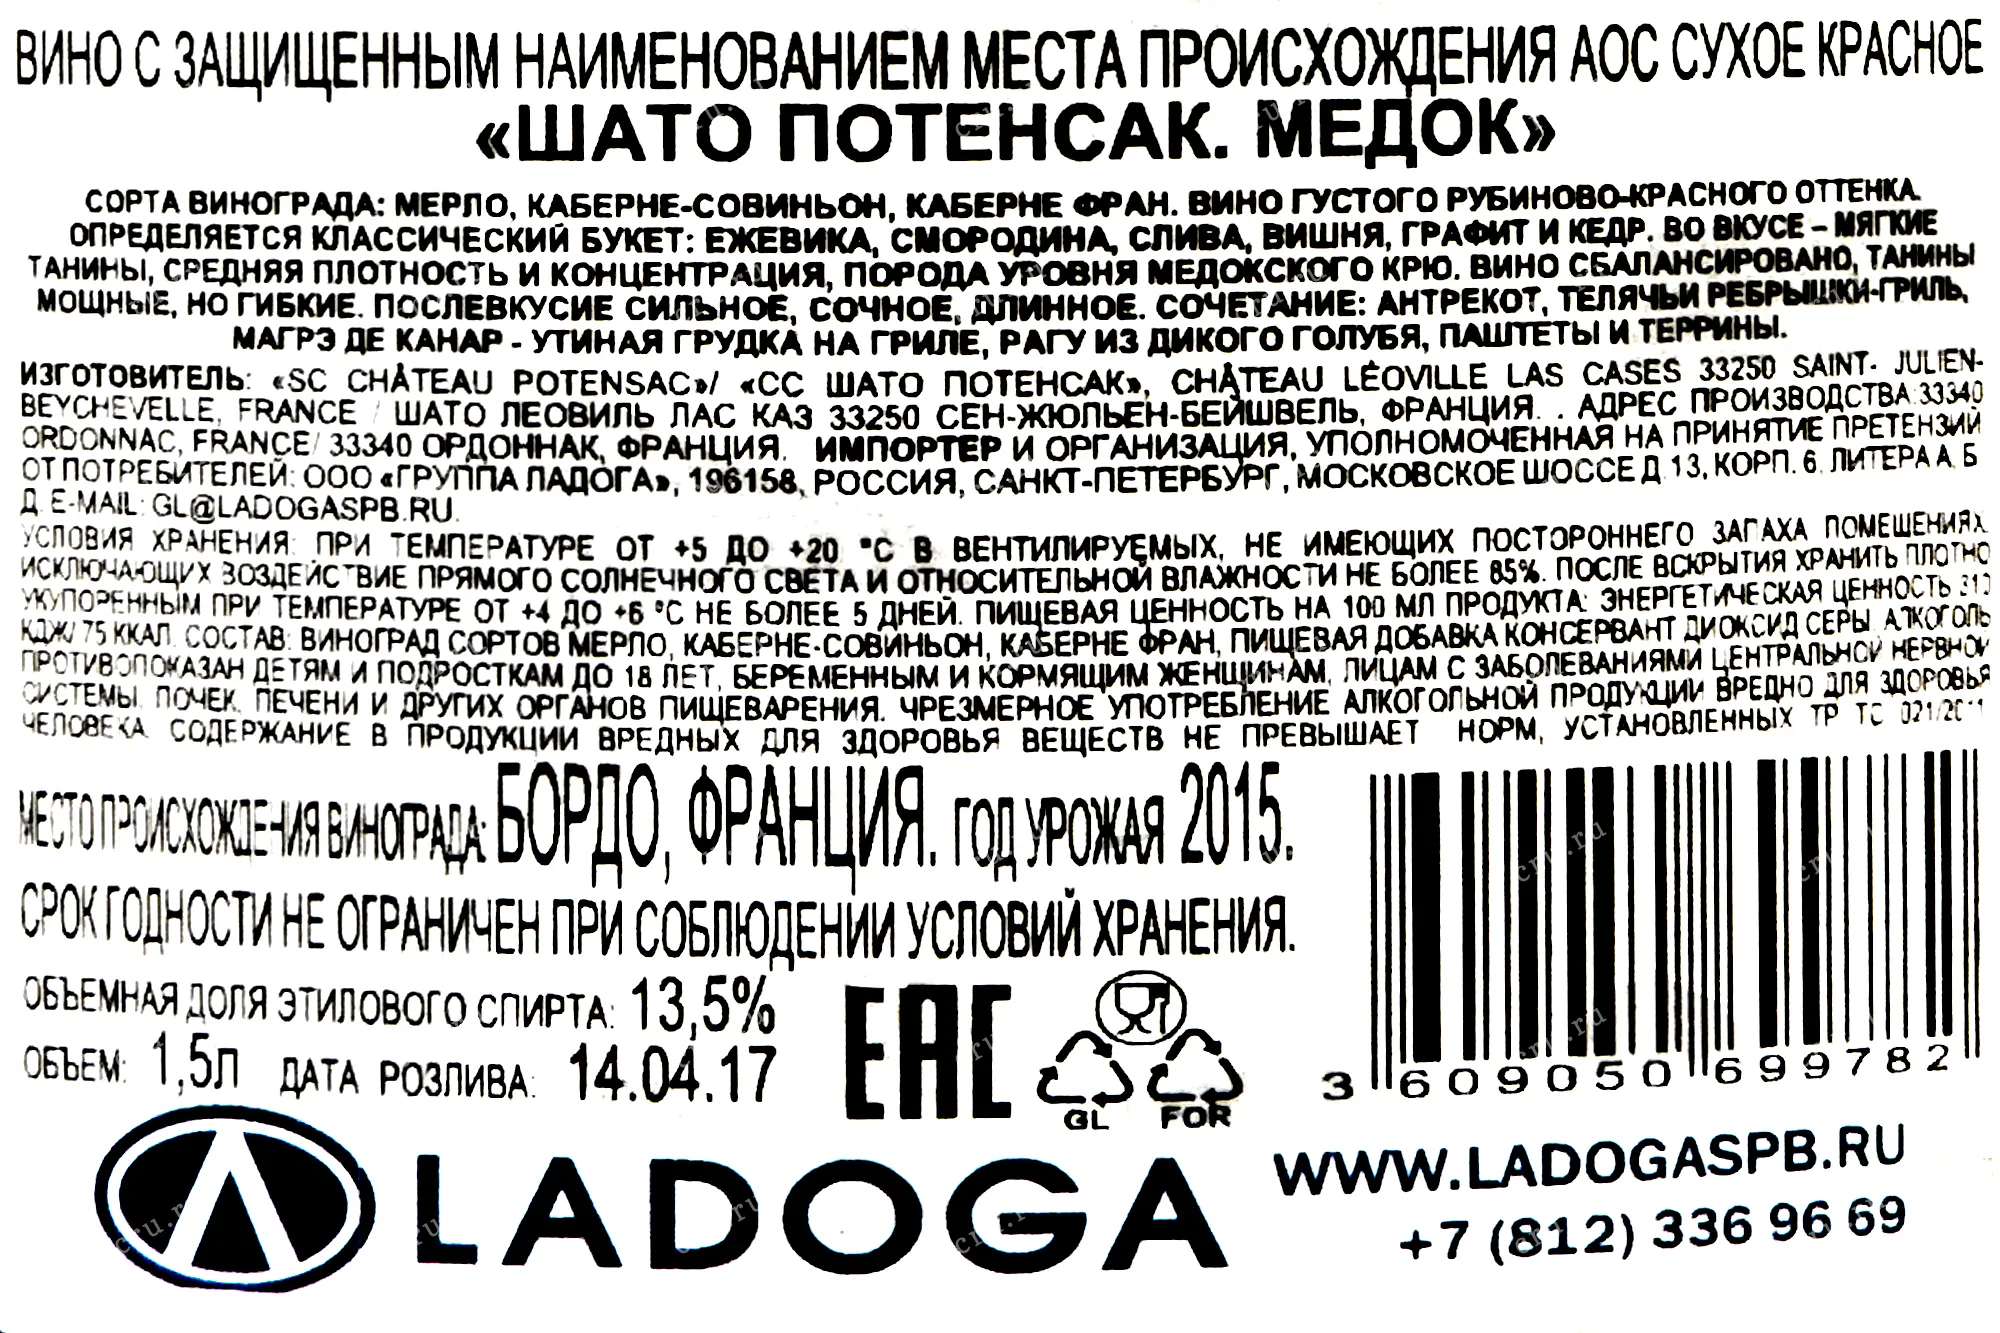 ВИНО С ЗАЩИЩЕННЫМ НАИМЕНОВАНИЕМ МЕСТА ПРОИСХОЖДЕНИЯ АОС СУХОЕ КРАСНОЕ
«ШАТО ПОТЕНСАК. МЕДОК»
СОРТА ВИНОГРАДА: МЕРЛО, КАБЕРНЕ-СОВИНЬОН, КАБЕРНЕ ФРАН. ВИНО ГУСТОГО РУБИНОВО-КРАСНОГО ОТТЕНКА.
ОПРЕДЕЛЯЕТСЯ КЛАССИЧЕСКИЙ БУКЕТ: ЕЖЕВИКА, СМОРОДИНА, СЛИВА, ВИШНЯ, ГРАФИТ И КЕДР. ВО ВКУСЕ – МЯГКИЕ
ТАНИНЫ, СРЕДНЯЯ ПЛОТНОСТЬ И КОНЦЕНТРАЦИЯ, ПОРОДА УРОВНЯ МЕДОКСКОГО КРЮ. ВИНО СБАЛАНСИРОВАНО, ТАНИНЫ
МОЩНЫЕ, НО ГИБКИЕ. ПОСЛЕВКУСИЕ СИЛЬНОЕ, СОЧНОЕ, ДЛИННОЕ. СОЧЕТАНИЕ: АНТРЕКОТ, ТЕЛЯЧЬИ РЕБРЫШКИ-ГРИЛЬ,
МАГРЭ ДЕ КАНАР - УТИНАЯ ГРУДКА НА ГРИЛЕ, РАГУ ИЗ ДИКОГО ГОЛУБЯ, ПАШТЕТЫ И ТЕРРИНЫ.
ИЗГОТОВИТЕЛЬ: «SC CHÂTEAU POTENSAC»/ «СС ШАТО ПОТЕНСАК», CHÂTEAU LÉOVILLE LAS CASES 33250 SAINT- JULIEN-
BEYCHEVELLE, FRANCE / ШАТО ЛЕОВИЛЬ ЛАС КАЗ 33250 СЕН-ЖЮЛЬЕН-БЕЙШВЕЛЬ, ФРАНЦИЯ. . АДРЕС ПРОИЗВОДСТВА:33340
ORDONNAC, FRANCE/ 33340 ОРДОННАК, ФРАНЦИЯ. ИМПОРТЕР И ОРГАНИЗАЦИЯ, УПОЛНОМОЧЕННАЯ НА ПРИНЯТИЕ ПРЕТЕНЗИЙ
ОТ ПОТРЕБИТЕЛЕЙ: ООО «ГРУППА ЛАДОГА», 196158, РОССИЯ, САНКТ-ПЕТЕРБУРГ, МОСКОВСКОЕ ШОССЕ Д 13, КОРП. 6. ЛИТЕРА А, Б
Д. E-MAIL: GL@LADOGASPB.RU.
УСЛОВИЯ ХРАНЕНИЯ: ПРИ ТЕМПЕРАТУРЕ ОТ +5 ДО +20 °С В ВЕНТИЛИРУЕМЫХ, НЕ ИМЕЮЩИХ ПОСТОРОННЕГО ЗАПАХА ПОМЕЩЕНИЯХ,
ИСКЛЮЧАЮЩИХ ВОЗДЕЙСТВИЕ ПРЯМОГО СОЛНЕЧНОГО СВЕТА И ОТНОСИТЕЛЬНОЙ ВЛАЖНОСТИ НЕ БОЛЕЕ 85%. ПОСЛЕ ВСКРЫТИЯ ХРАНИТЬ ПЛОТНО
УКУПОРЕННЫМ ПРИ ТЕМПЕРАТУРЕ ОТ +4 ДО +6 °С НЕ БОЛЕЕ 5 ДНЕЙ. ПИЩЕВАЯ ЦЕННОСТЬ НА 100 МЛ ПРОДУКТА: ЭНЕРГЕТИЧЕСКАЯ ЦЕННОСТЬ
КДЖ/ 75 ККАЛ. СОСТАВ: ВИНОГРАД СОРТОВ МЕРЛО, КАБЕРНЕ-СОВИНЬОН, КАБЕРНЕ ФРАН, ПИЩЕВАЯ ДОБАВКА КОНСЕРВАНТ ДИОКСИД СЕРЫ. АЛКОГОЛЬ
ПРОТИВОПОКАЗАН ДЕТЯМ И ПОДРОСТКАМ ДО 18 ЛЕТ, БЕРЕМЕННЫМ И КОРМЯЩИМ ЖЕНЩИНАМ, ЛИЦАМ С ЗАБОЛЕВАНИЯМИ ЦЕНТРАЛЬНОЙ НЕРВНОЙ
СИСТЕМЫ, ПОЧЕК, ПЕЧЕНИ И ДРУГИХ ОРГАНОВ ПИЩЕВАРЕНИЯ. ЧРЕЗМЕРНОЕ УПОТРЕБЛЕНИЕ АЛКОГОЛЬНОЙ ПРОДУКЦИИ ВРЕДНО ДЛЯ ЗДОРОВЬЯ
ЧЕЛОВЕКА. СОДЕРЖАНИЕ В ПРОДУКЦИИ ВРЕДНЫХ ДЛЯ ЗДОРОВЬЯ ВЕЩЕСТВ НЕ ПРЕВЫШАЕТ НОРМ, УСТАНОВЛЕННЫХ ТР ТС 021/2011
МЕСТО ПРОИСХОЖДЕНИЯ ВИНОГРАДА: БОРДО, ФРАНЦИЯ. ГОД УРОЖАЯ 2015.
СРОК ГОДНОСТИ НЕ ОГРАНИЧЕН ПРИ СОБЛЮДЕНИИ УСЛОВИЙ ХРАНЕНИЯ.
ОБЪЕМНАЯ ДОЛЯ ЭТИЛОВОГО СПИРТА: 13,5%
ОБЪЕМ: 1,5Л ДАТА РОЗЛИВА: 14.04.17
EAC
GL FOR
3 609050 699782
LADOGA
WWW.LADOGASPB.RU
+7 (812) 336 96 69